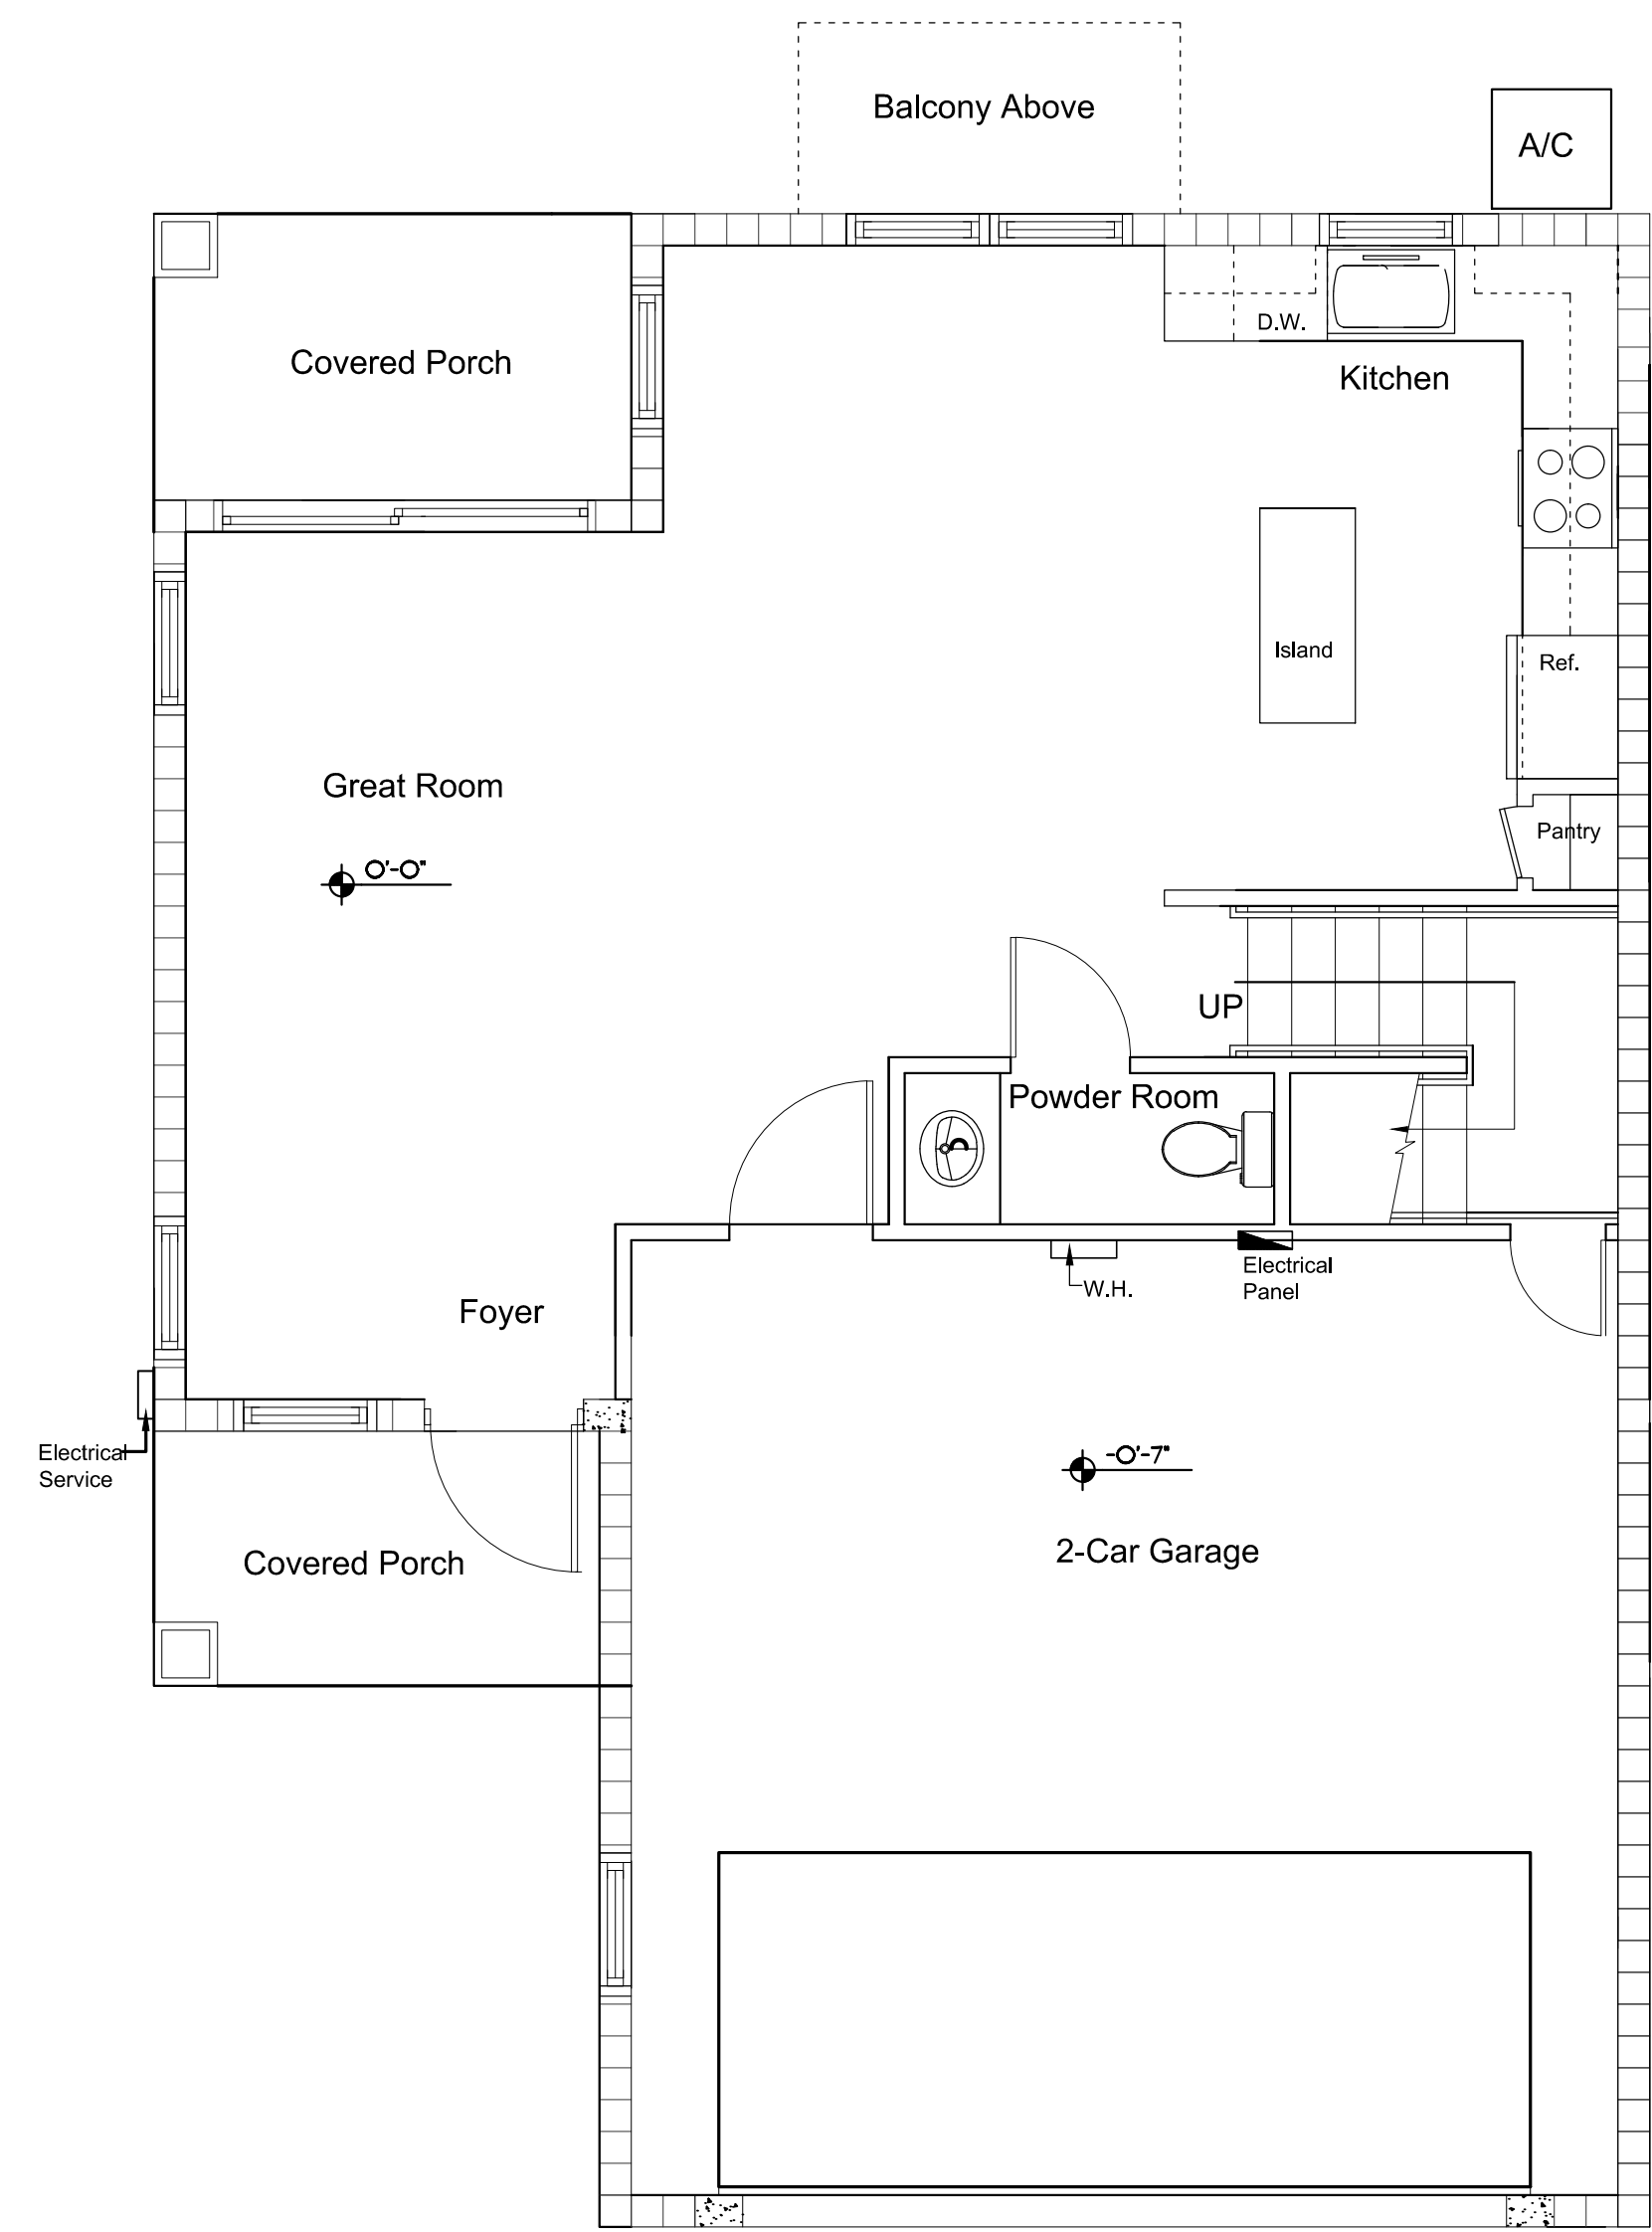 Balcony Above
A/C
D.W.
Covered Porch
Kitchen
Island
Ref.
Great Room
Pantry
0'-0"
UP
Powder Room
Electrical
Panel
W.H.
Foyer
Electrical
Service
-0'-7"
2-Car Garage
Covered Porch